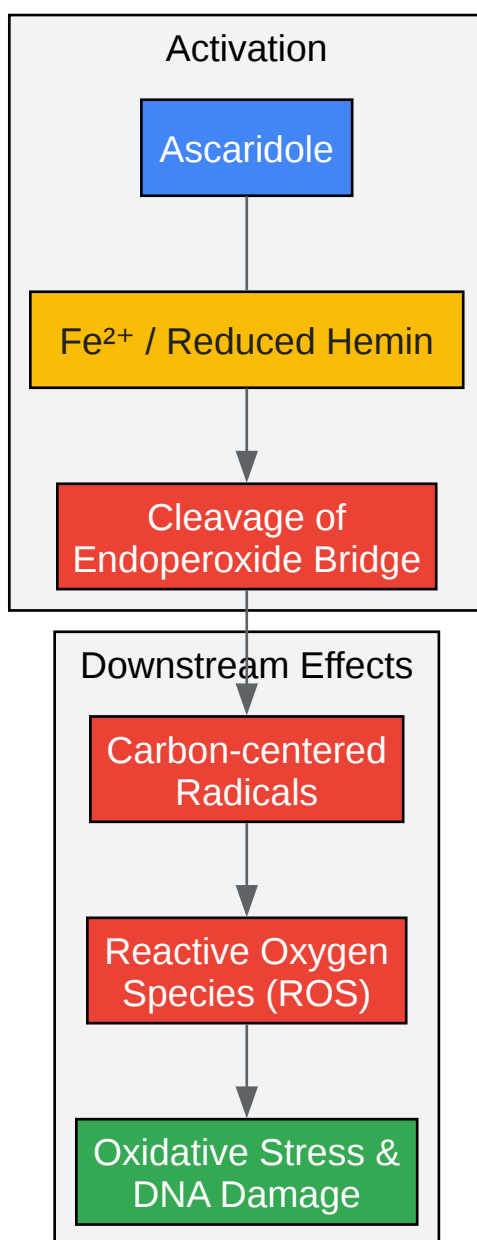 Activation
Ascaridole
Fe²⁺ / Reduced Hemin
Cleavage of
Endoperoxide Bridge
Downstream Effects
Carbon-centered
Radicals
Reactive Oxygen
Species (ROS)
Oxidative Stress &
DNA Damage